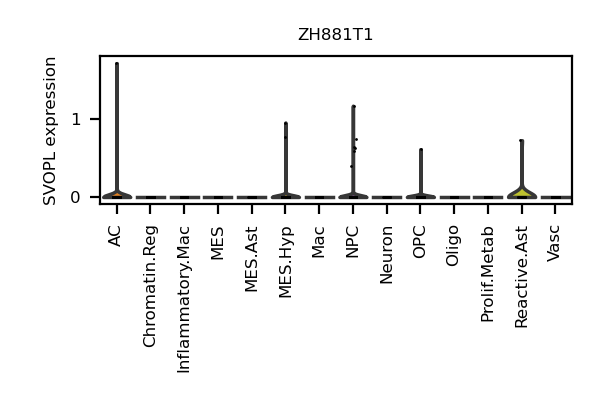 ZH881T1
SVOPL expression
1
0
AC
Chromatin.Reg
Inflammatory.Mac
MES
MES.Ast
MES.Hyp
Mac
NPC
Neuron
OPC
Oligo
Prolif.Metab
Reactive.Ast
Vasc